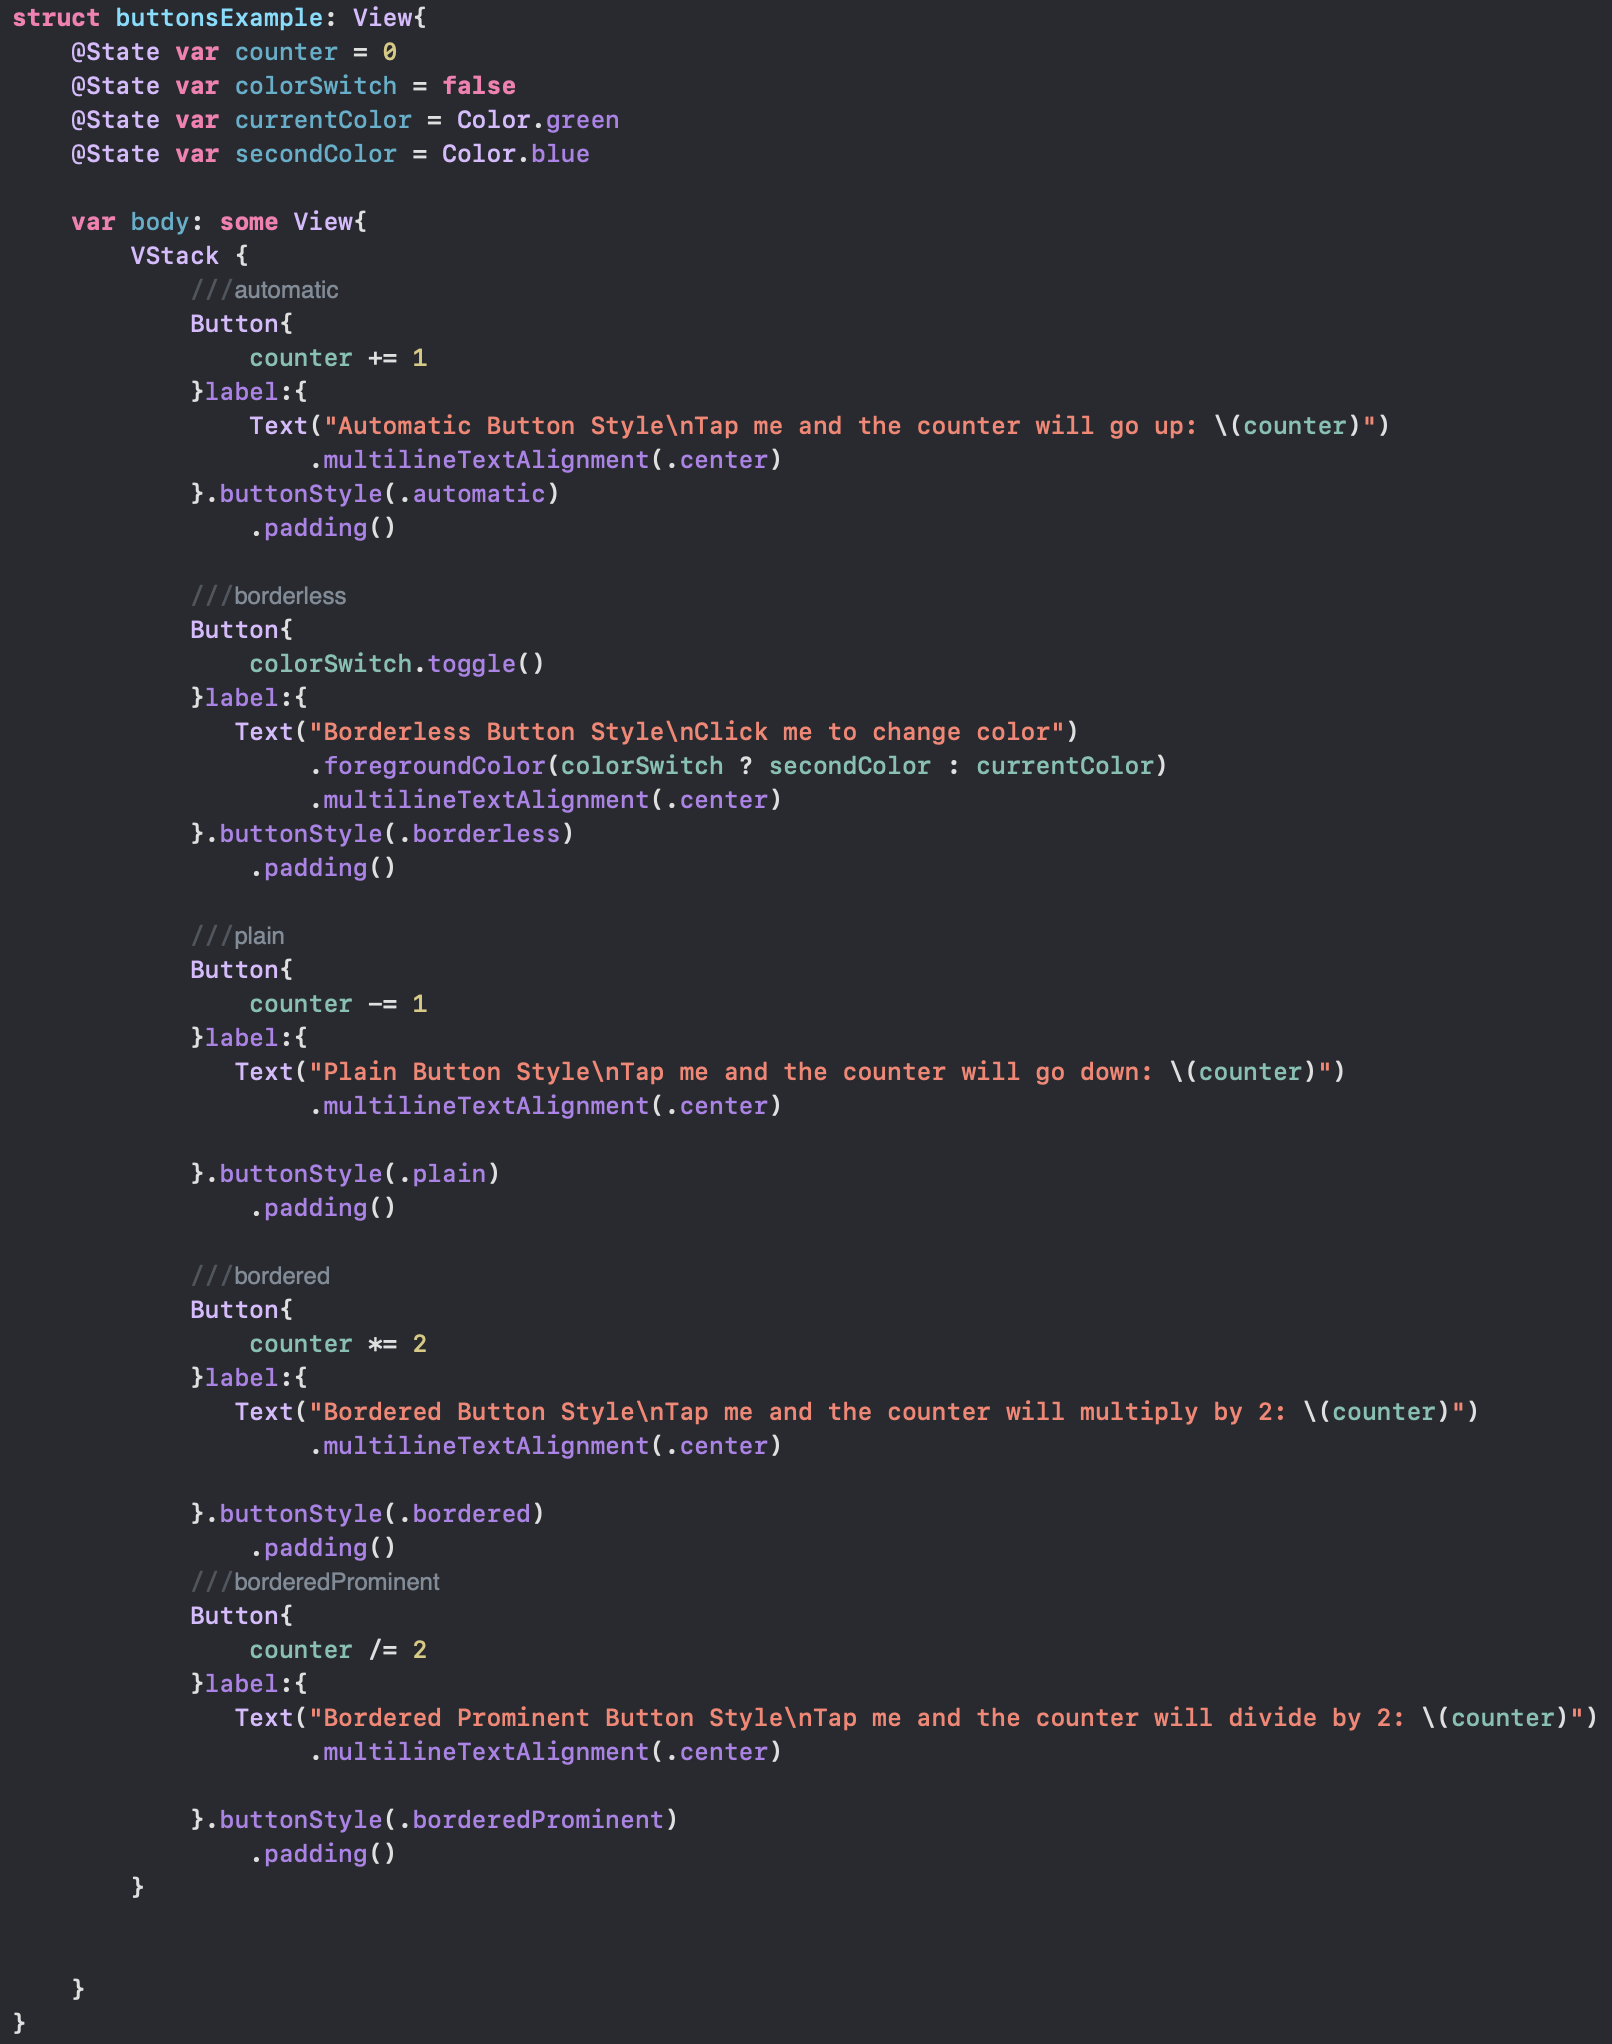 struct buttonsExample: View{
    @State var counter = 0
    @State var colorSwitch = false
    @State var currentColor = Color.green
    @State var secondColor = Color.blue

    var body: some View{
        VStack {
            ///automatic
            Button{
                counter += 1
            }label:{
                Text("Automatic Button Style\nTap me and the counter will go up: \(counter)")
                    .multilineTextAlignment(.center)
            }.buttonStyle(.automatic)
                .padding()

            ///borderless
            Button{
                colorSwitch.toggle()
            }label:{
               Text("Borderless Button Style\nClick me to change color")
                    .foregroundColor(colorSwitch ? secondColor : currentColor)
                    .multilineTextAlignment(.center)
            }.buttonStyle(.borderless)
                .padding()

            ///plain
            Button{
                counter -= 1
            }label:{
               Text("Plain Button Style\nTap me and the counter will go down: \(counter)")
                    .multilineTextAlignment(.center)

            }.buttonStyle(.plain)
                .padding()

            ///bordered
            Button{
                counter *= 2
            }label:{
               Text("Bordered Button Style\nTap me and the counter will multiply by 2: \(counter)")
                    .multilineTextAlignment(.center)

            }.buttonStyle(.bordered)
                .padding()
            ///borderedProminent
            Button{
                counter /= 2
            }label:{
               Text("Bordered Prominent Button Style\nTap me and the counter will divide by 2: \(counter)")
                    .multilineTextAlignment(.center)

            }.buttonStyle(.borderedProminent)
                .padding()
        }


    }
}